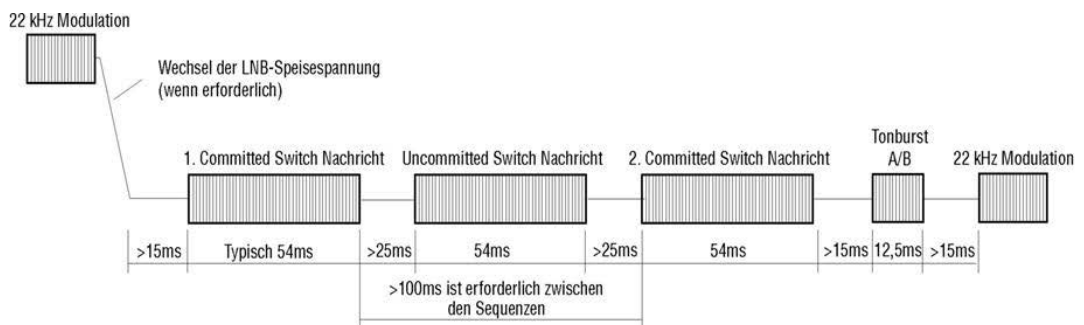 22 kHz Modulation
Wechsel der LNB-Speisespannung
(wenn erforderlich)
1. Committed Switch Nachricht
Uncommitted Switch Nachricht
2. Committed Switch Nachricht
Tonburst
A/B
22 kHz Modulation
>15ms
Typisch 54ms
>25ms
54ms
>25ms
54ms
>15ms
12,5ms
>15ms
>100ms ist erforderlich zwischen
den Sequenzen